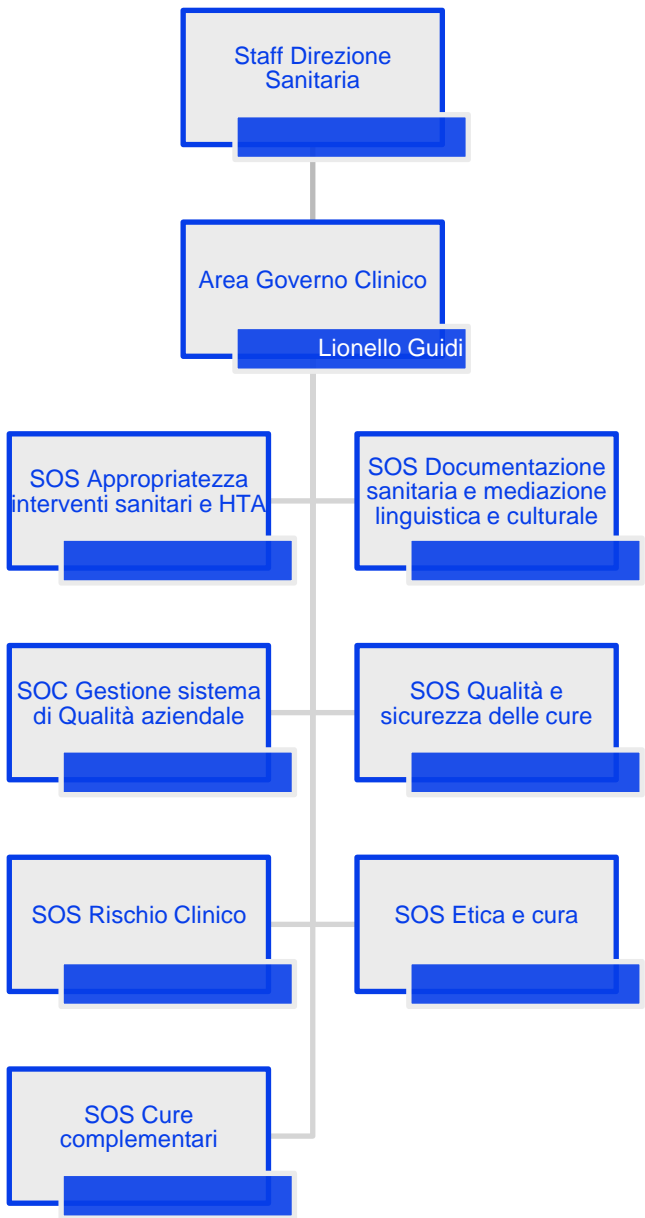 Staff Direzione
Sanitaria
Area Governo Clinico
Lionello Guidi
SOS Appropriatezza
interventi sanitari e HTA
SOS Documentazione
sanitaria e mediazione
linguistica e culturale
SOC Gestione sistema
di Qualità aziendale
SOS Qualità e
sicurezza delle cure
SOS Rischio Clinico
SOS Etica e cura
SOS Cure
complementari